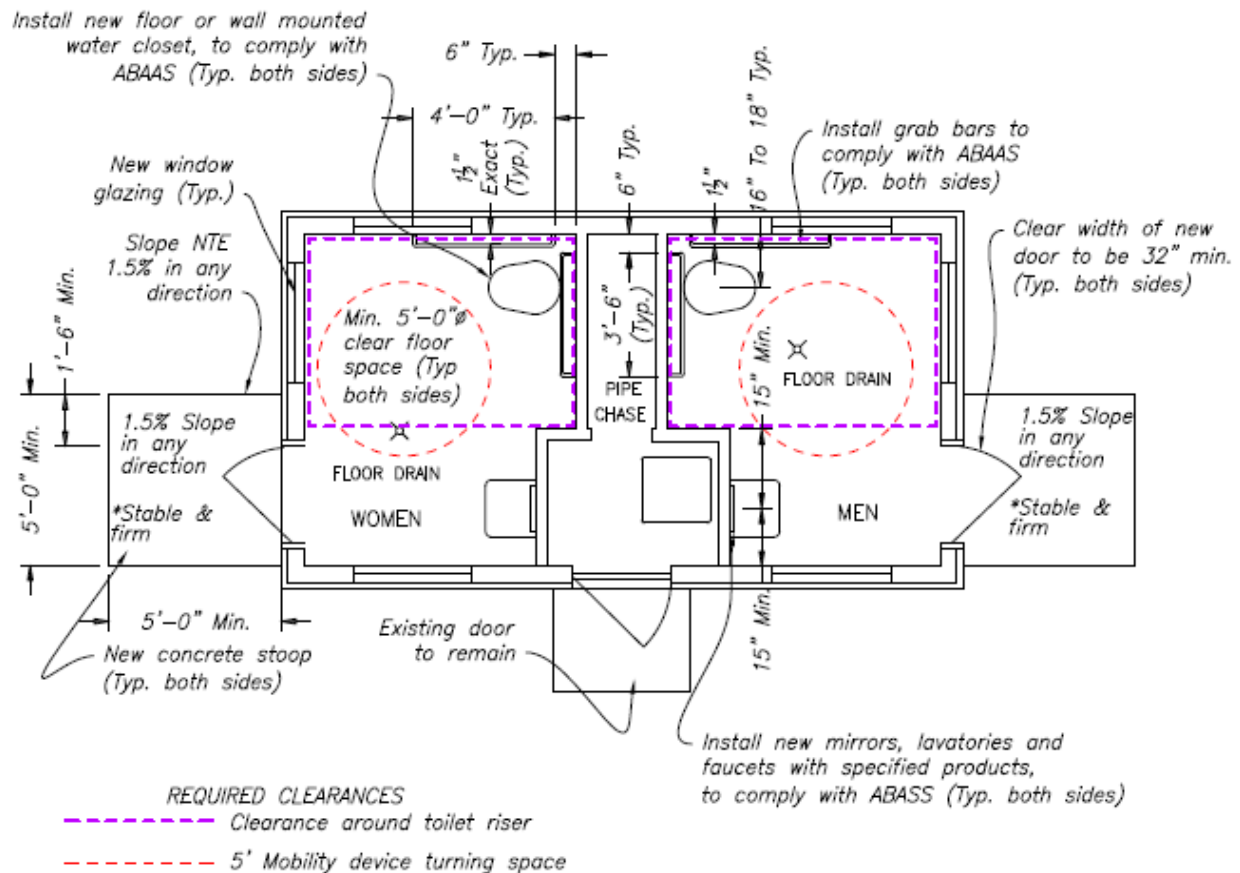 Install new floor or wall mounted
water closet, to comply with
ABAAS (Typ. both sides)
6" Typ.
4'-0" Typ.
1½"
Exact
(Typ.)
6" Typ.
1½"
16" To 18" Typ.
Install grab bars to
comply with ABAAS
(Typ. both sides)
New window
glazing (Typ.)
Slope NTE
1.5% in any
direction
Clear width of new
door to be 32" min.
(Typ. both sides)
1'-6" Min.
Min. 5'-0"ø
clear floor
space (Typ
both sides)
3'-6"
(Typ.)
15" Min.
FLOOR DRAIN
PIPE
CHASE
5'-0" Min.
1.5% Slope
in any
direction
*Stable &
firm
FLOOR DRAIN
WOMEN
MEN
1.5% Slope
in any
direction
*Stable &
firm
15" Min.
5'-0" Min.
New concrete stoop
(Typ. both sides)
Existing door
to remain
Install new mirrors, lavatories and
faucets with specified products,
to comply with ABASS (Typ. both sides)
REQUIRED CLEARANCES
Clearance around toilet riser
5' Mobility device turning space